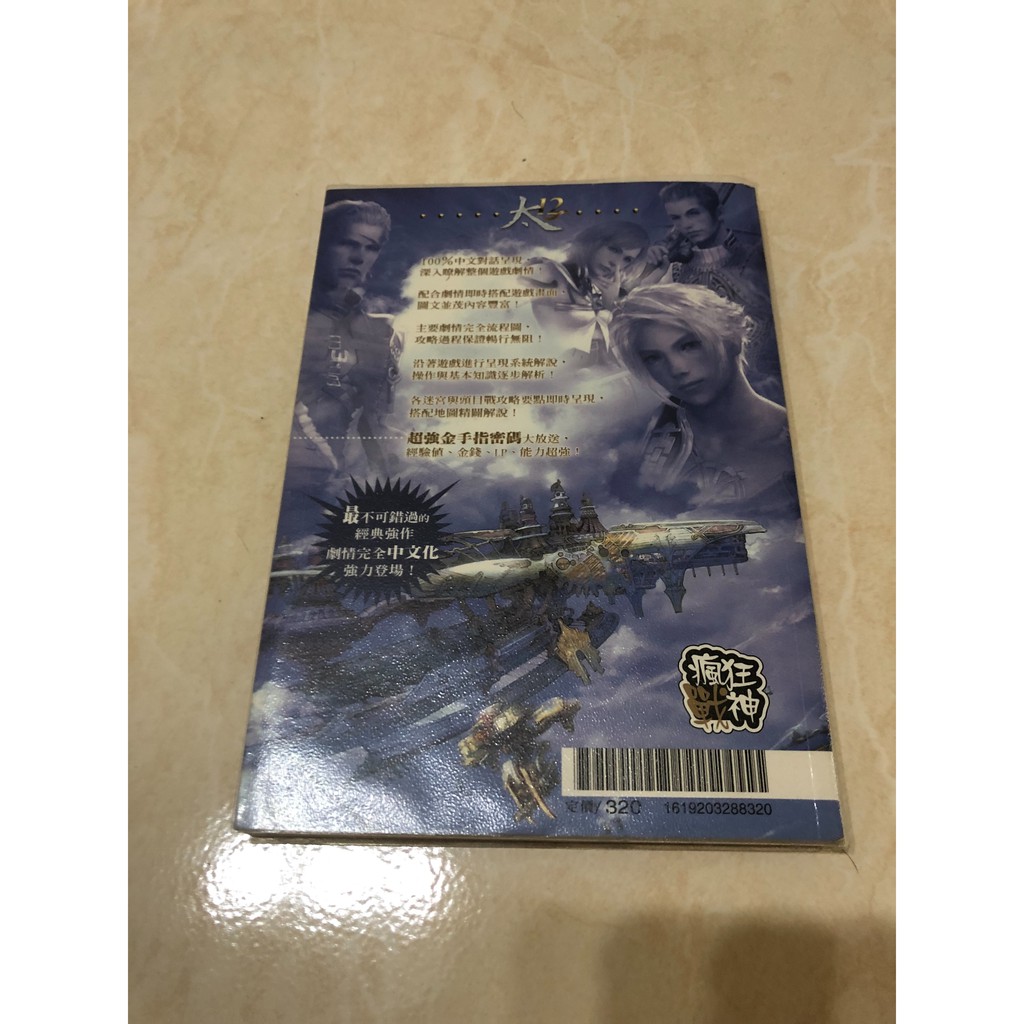 太12
100%中文對話呈現，
深入瞭解整個遊戲劇情！
配合劇情即時搭配遊戲畫面、
圖文並茂內容豐富！
主要劇情完全流程圖，
攻略過程保證暢行無阻！
沿著遊戲進行呈現系統解說，
操作與基本知識逐步解析！
各迷宮與頭目戰攻略要點即時呈現，
搭配地圖精闢解說！
超強金手指密碼大放送，
經驗值、金錢、LP、能力超強！
最不可錯過的
經典強作
劇情完全中文化
強力登場！
瘋狂
戰神
定價/320 1619203288320